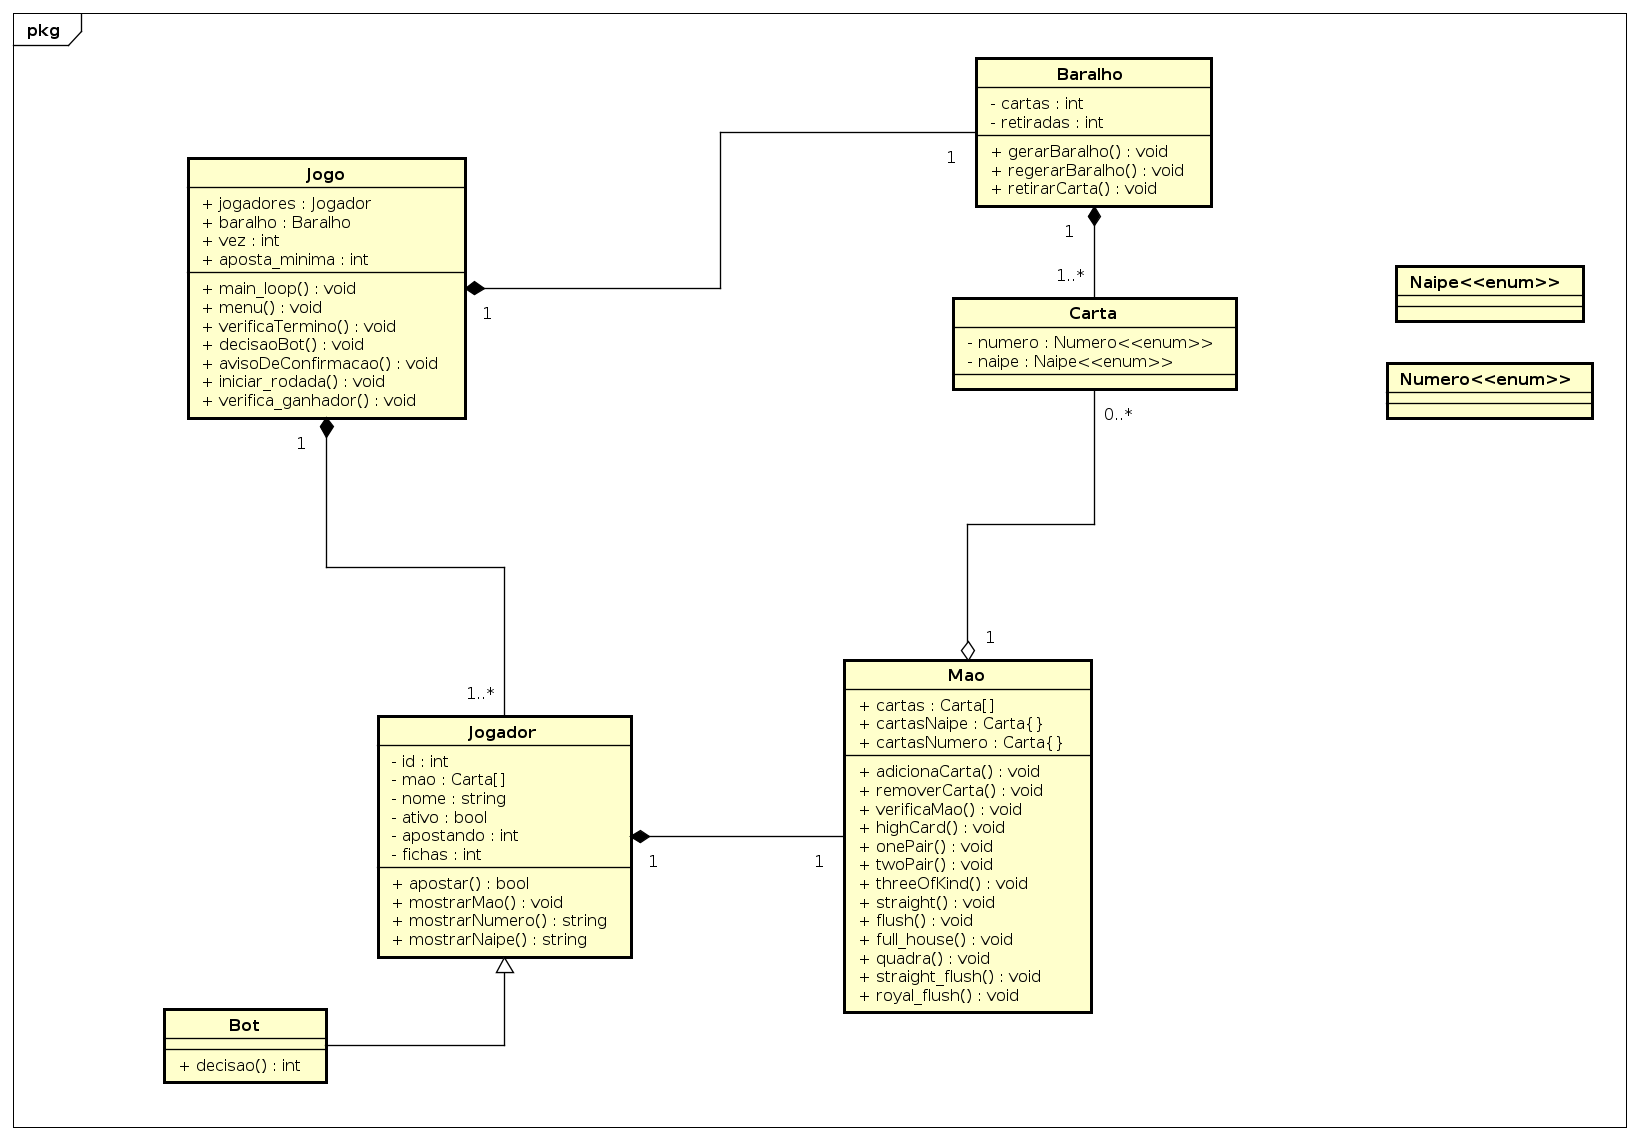 pkg
Baralho
- cartas : int
- retiradas : int
+ gerarBaralho() : void
+ regerarBaralho() : void
+ retirarCarta() : void
1
1
1..*
Jogo
+ jogadores : Jogador
+ baralho : Baralho
+ vez : int
+ aposta_minima : int
+ main_loop() : void
+ menu() : void
+ verificaTermino() : void
+ decisaoBot() : void
+ avisoDeConfirmacao() : void
+ iniciar_rodada() : void
+ verifica_ganhador() : void
1
1
Naipe<<enum>>
Carta
- numero : Numero<<enum>>
- naipe : Naipe<<enum>>
0..*
Numero<<enum>>
1
1..*
Mao
+ cartas : Carta[]
+ cartasNaipe : Carta{}
+ cartasNumero : Carta{}
+ adicionaCarta() : void
+ removerCarta() : void
+ verificaMao() : void
+ highCard() : void
+ onePair() : void
+ twoPair() : void
+ threeOfKind() : void
+ straight() : void
+ flush() : void
+ full_house() : void
+ quadra() : void
+ straight_flush() : void
+ royal_flush() : void
Jogador
- id : int
- mao : Carta[]
- nome : string
- ativo : bool
- apostando : int
- fichas : int
+ apostar() : bool
+ mostrarMao() : void
+ mostrarNumero() : string
+ mostrarNaipe() : string
1
1
Bot
+ decisao() : int